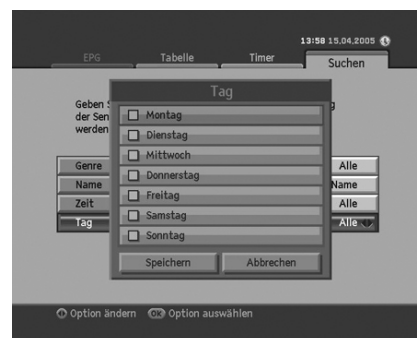 13:58 15.04.2005
EPG Tabelle Timer Suchen
Tag
Geben
der Sen
werden
Montag
Dienstag
Mittwoch
Donnerstag
Freitag
Samstag
Sonntag
Genre Alle
Name Name
Zeit Alle
Tag Alle
Speichern Abbrechen
Option ändern OK Option auswählen